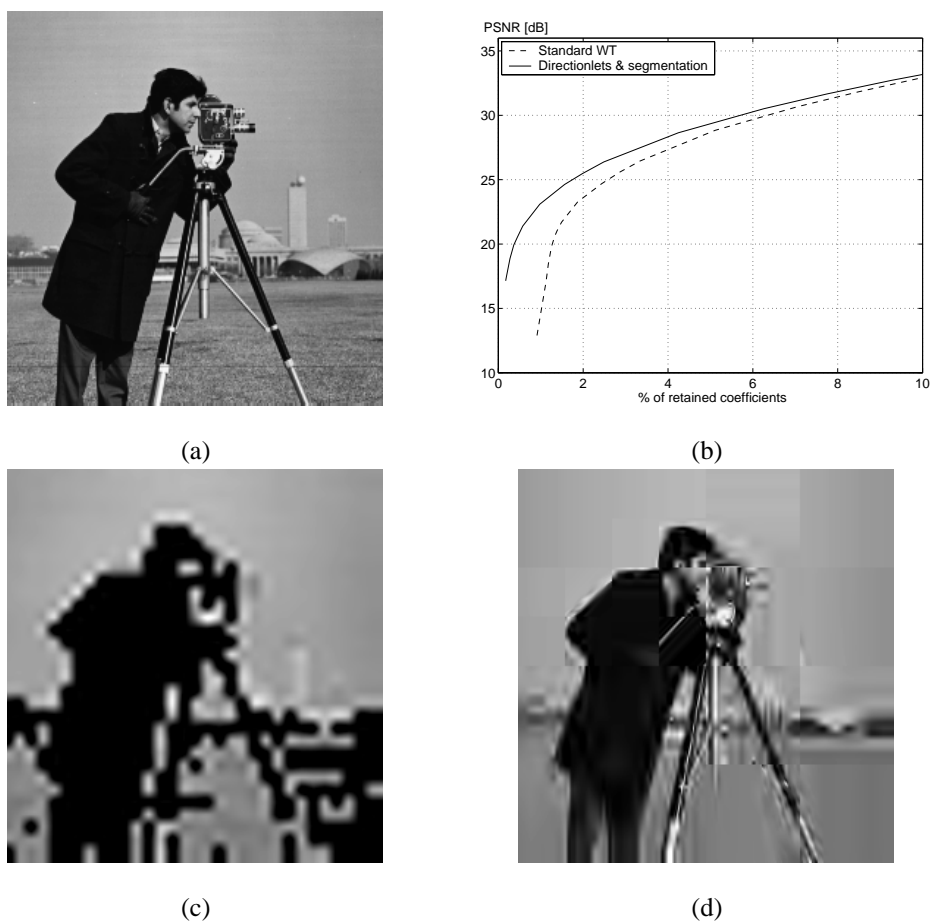 PSNR [dB]
35
Standard WT
Directionlets & segmentation
30
25
20
15
10
0 2 4 6 8 10
% of retained coefficients
(a)
(b)
(c)
(d)